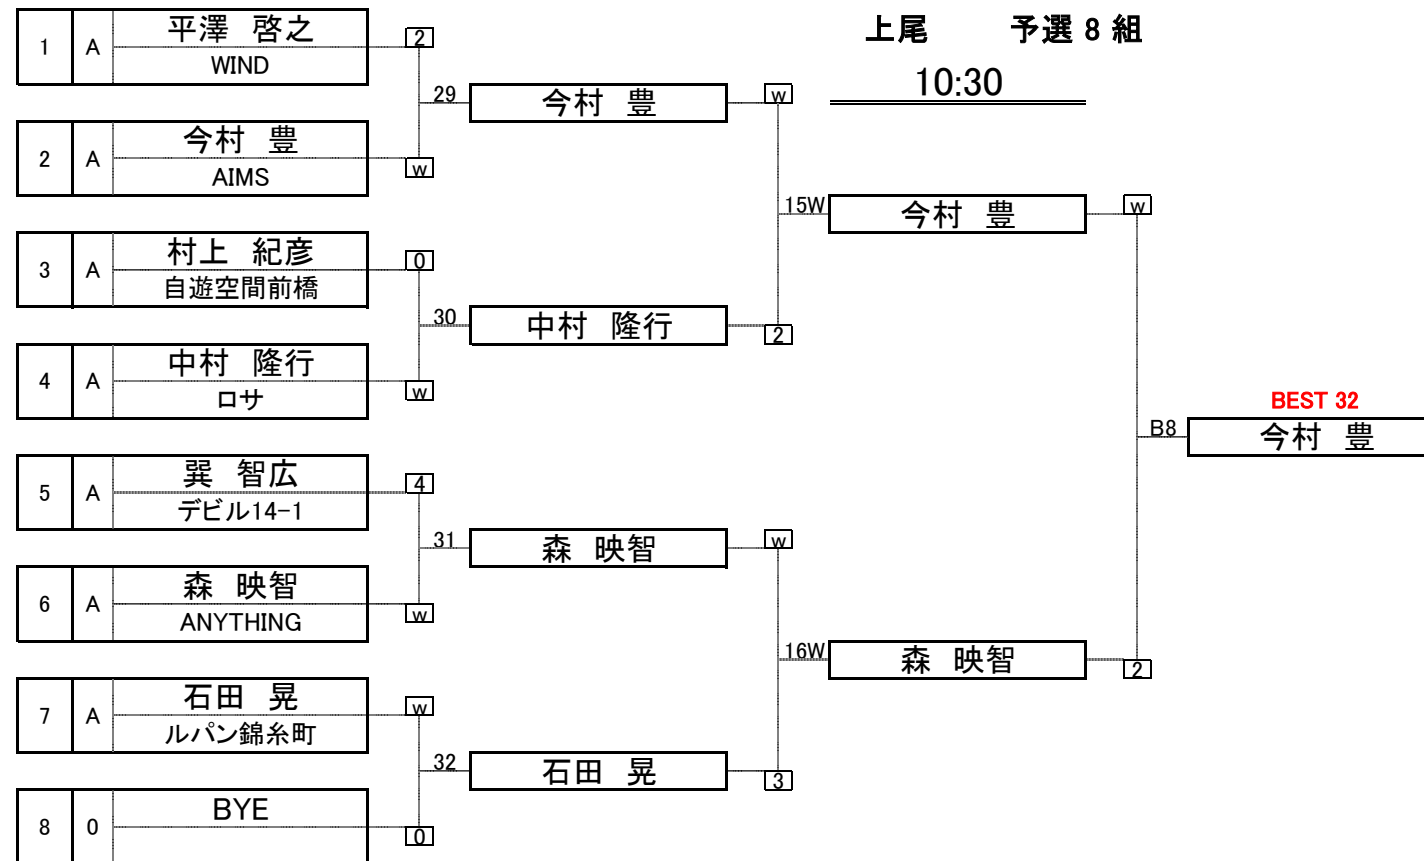 上尾 予選 8 組
10:30
1 A 平澤 啓之 2
WIND
29 今村 豊 w
2 A 今村 豊 w
AIMS
15W 今村 豊 w
3 A 村上 紀彦 0
自遊空間前橋
30 中村 隆行 2
4 A 中村 隆行 w
ロサ
BEST 32
B8 今村 豊
5 A 巽 智広 4
デビル14-1
31 森 映智 w
6 A 森 映智 w
ANYTHING
16W 森 映智 2
7 A 石田 晃 w
ルパン錦糸町
32 石田 晃 3
8 0 BYE 0